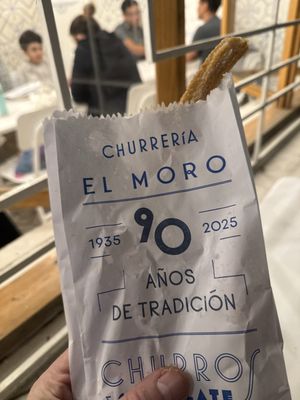 CHURRERÍA
EL MORO
1935 90 2025
AÑOS
DE TRADICIÓN
CHURROS